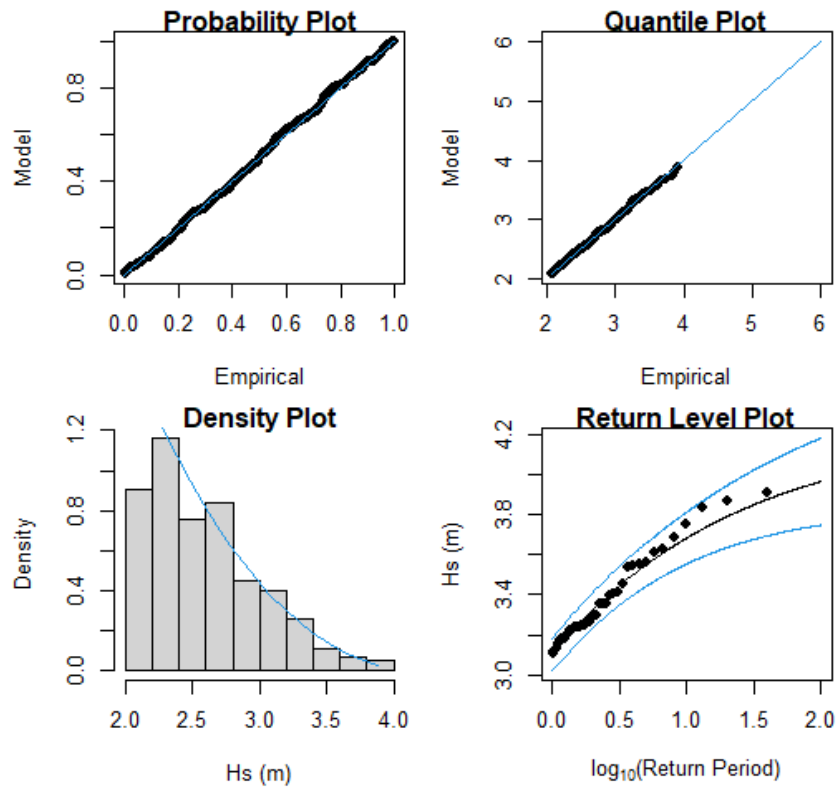 Probability Plot
Model
0.0 0.4 0.8
0.0 0.2 0.4 0.6 0.8 1.0
Empirical
Quantile Plot
Model
2 3 4 5 6
2 3 4 5 6
Empirical
Density Plot
Density
0.0 0.4 0.8 1.2
2.0 2.5 3.0 3.5 4.0
Hs (m)
Return Level Plot
Hs (m)
3.0 3.4 3.8 4.2
0.0 0.5 1.0 1.5 2.0
log₁₀(Return Period)